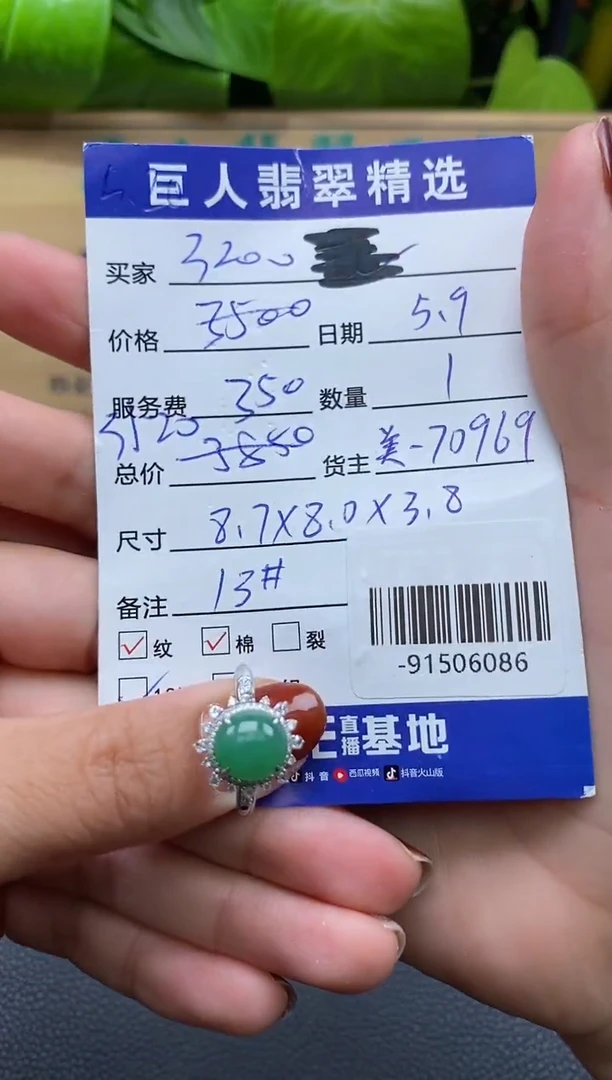 巨人翡翠精选
买家 3200
价格 3500 日期 5.9
服务费 350 数量 1
总价 3850 货主 美-70969
尺寸 8.7X8.0X3.8
备注 13#
纹 棉 裂
-91506086
直播基地
抖音 西瓜视频 抖音火山版